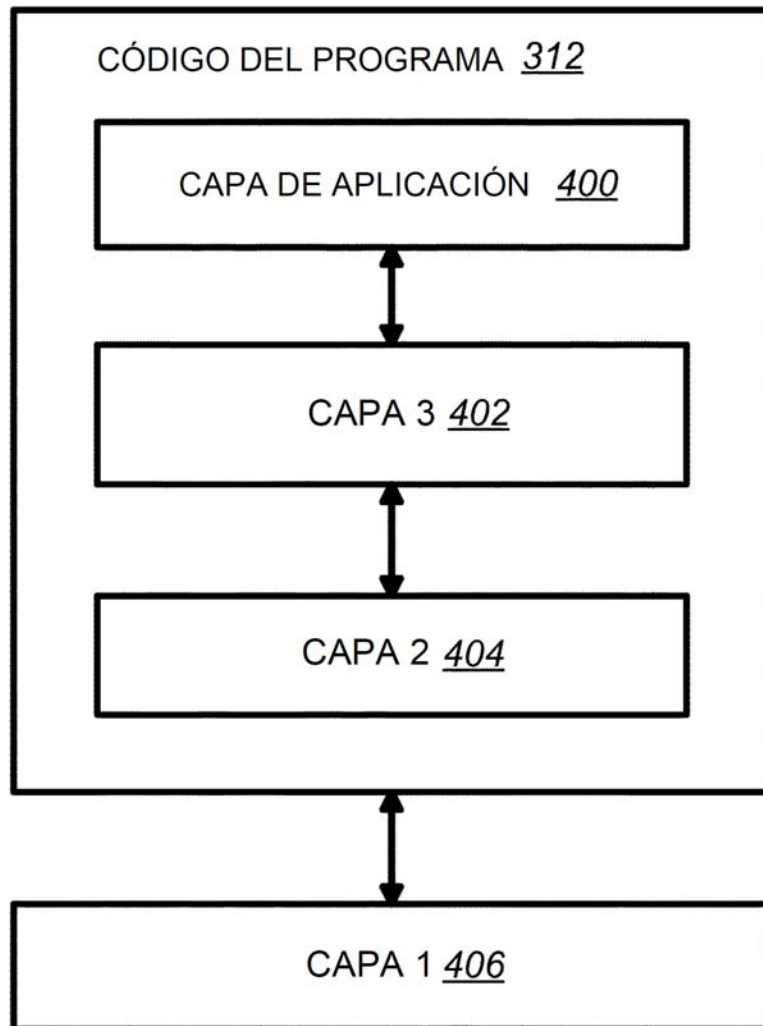 CÓDIGO DEL PROGRAMA 312
CAPA DE APLICACIÓN 400
CAPA 3 402
CAPA 2 404
CAPA 1 406